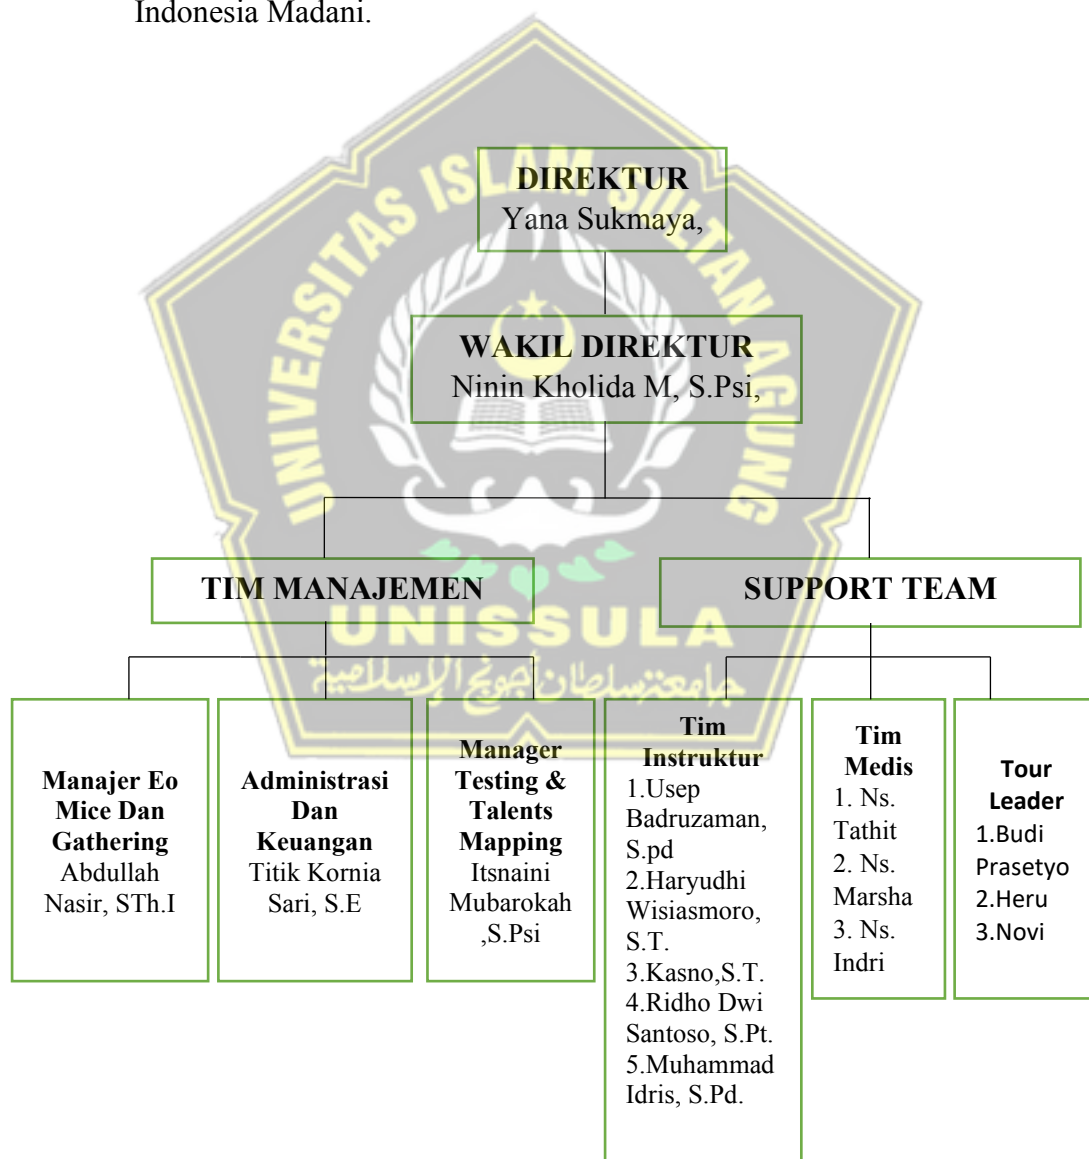 Indonesia Madani.
DIREKTUR
Yana Sukmaya,
WAKIL DIREKTUR
Ninin Kholida M, S.Psi,
TIM MANAJEMEN
SUPPORT TEAM
Manajer Eo
Mice Dan
Gathering
Abdullah
Nasir, STh.I
Administrasi
Dan
Keuangan
Titik Kornia
Sari, S.E
Manager
Testing &
Talents
Mapping
Itsnaini
Mubarokah
,S.Psi
Tim
Instruktur
1.Usep
Badruzaman,
S.pd
2.Haryudhi
Wisiasmoro,
S.T.
3.Kasno,S.T.
4.Ridho Dwi
Santoso, S.Pt.
5.Muhammad
Idris, S.Pd.
Tim
Medis
1. Ns.
Tathit
2. Ns.
Marsha
3. Ns.
Indri
Tour
Leader
1.Budi
Prasetyo
2.Heru
3.Novi
UNIVERSITAS ISLAM SULTAN AGUNG
UNISSULA
جامعتسلطان أجونج الإسلامية